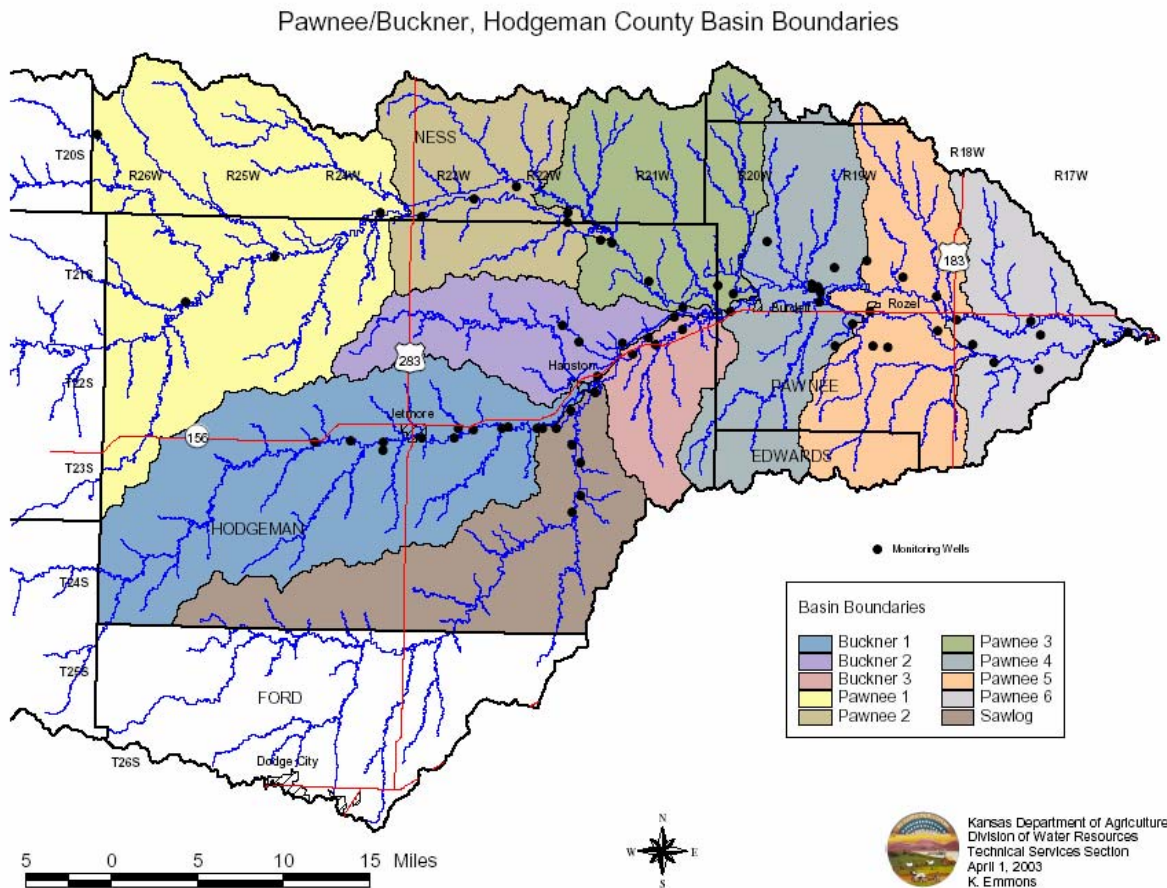 Pawnee/Buckner, Hodgeman County Basin Boundaries
NESS
T20S
R18W
R26W
R25W
R24W
R23W
R22W
R21W
R20W
R19W
R17W
T21S
183
Rozel
Burdett
283
Hanston
T22S
PAWNEE
Jetmore
156
EDWARDS
T23S
HODGEMAN
Monitoring Wells
T24S
Basin Boundaries
Buckner 1
Buckner 2
Buckner 3
Pawnee 1
Pawnee 2
Pawnee 3
Pawnee 4
Pawnee 5
Pawnee 6
Sawlog
T25S
FORD
T26S
Dodge City
N
W
E
S
5 0 5 10 15 Miles
Kansas Department of Agriculture
Division of Water Resources
Technical Services Section
April 1, 2003
K. Emmons